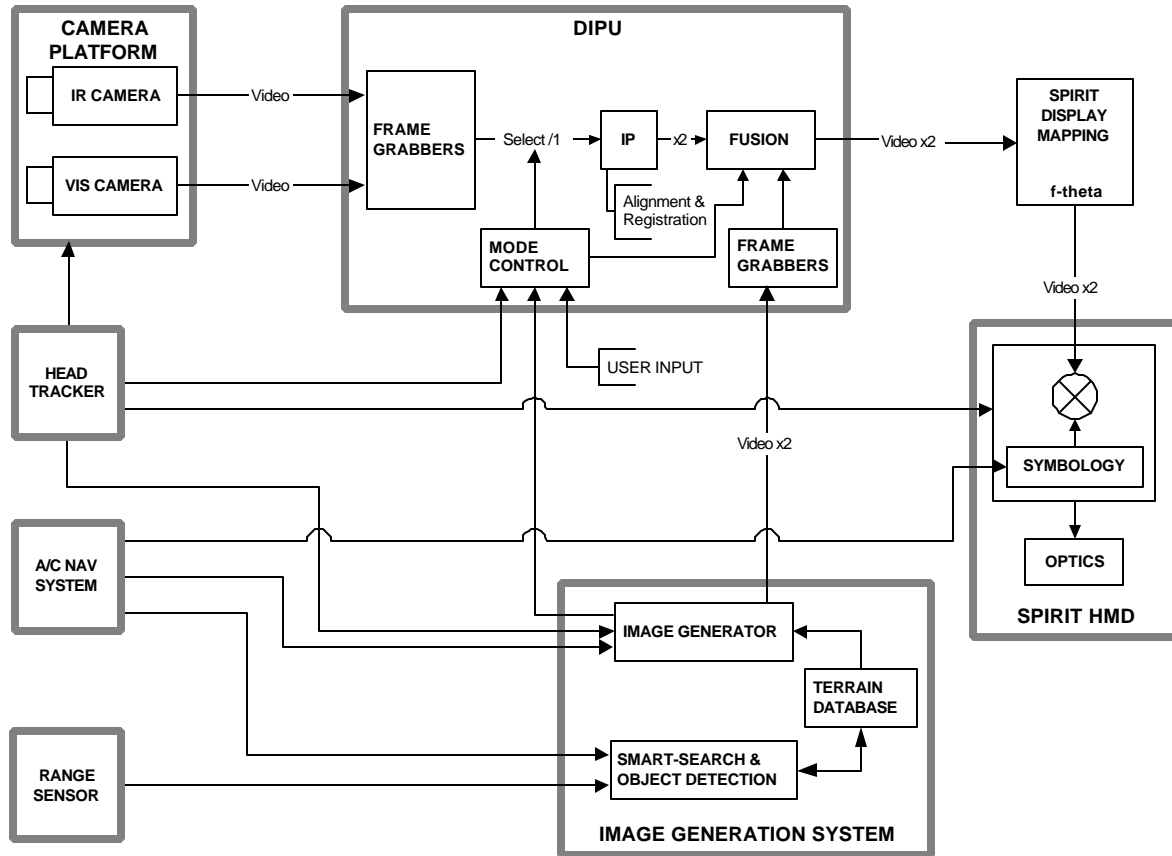 CAMERA
PLATFORM
IR CAMERA
VIS CAMERA
Video
Video
DIPU
FRAME
GRABBERS
Select /1
IP
x2
FUSION
Alignment &
Registration
MODE
CONTROL
FRAME
GRABBERS
Video x2
SPIRIT
DISPLAY
MAPPING
f-theta
Video x2
HEAD
TRACKER
USER INPUT
Video x2
SYMBOLOGY
OPTICS
SPIRIT HMD
A/C NAV
SYSTEM
IMAGE GENERATOR
TERRAIN
DATABASE
SMART-SEARCH &
OBJECT DETECTION
IMAGE GENERATION SYSTEM
RANGE
SENSOR